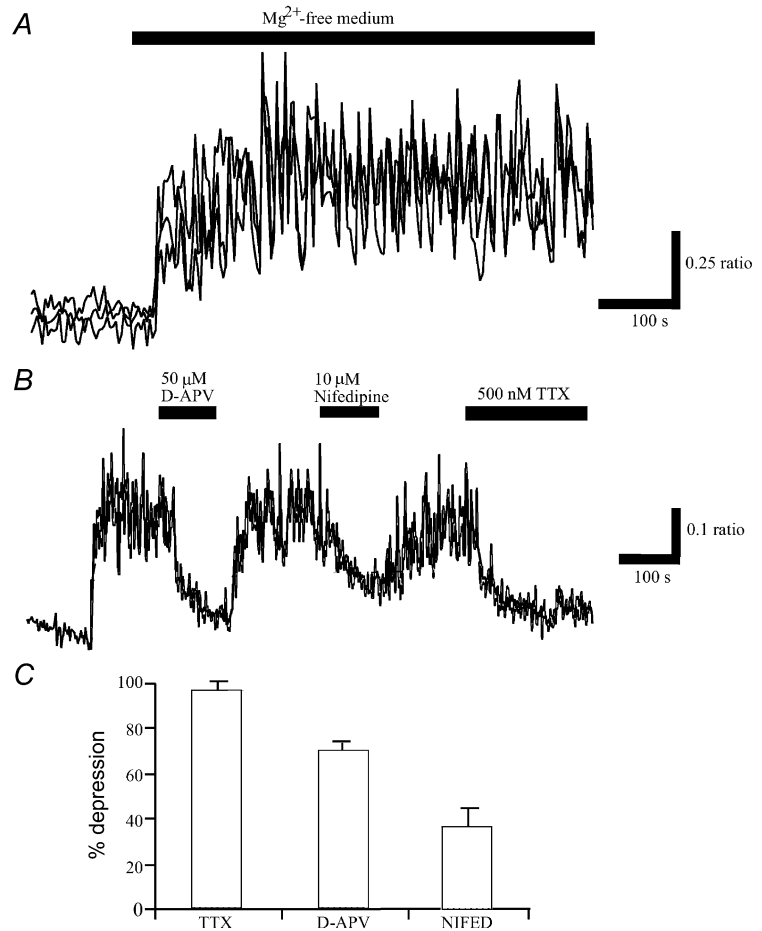 A
Mg2+-free medium
0.25 ratio
100 s
B
50 μM
D-APV
10 μM
Nifedipine
500 nM TTX
0.1 ratio
100 s
C
% depression
100
80
60
40
20
0
TTX
D-APV
NIFED